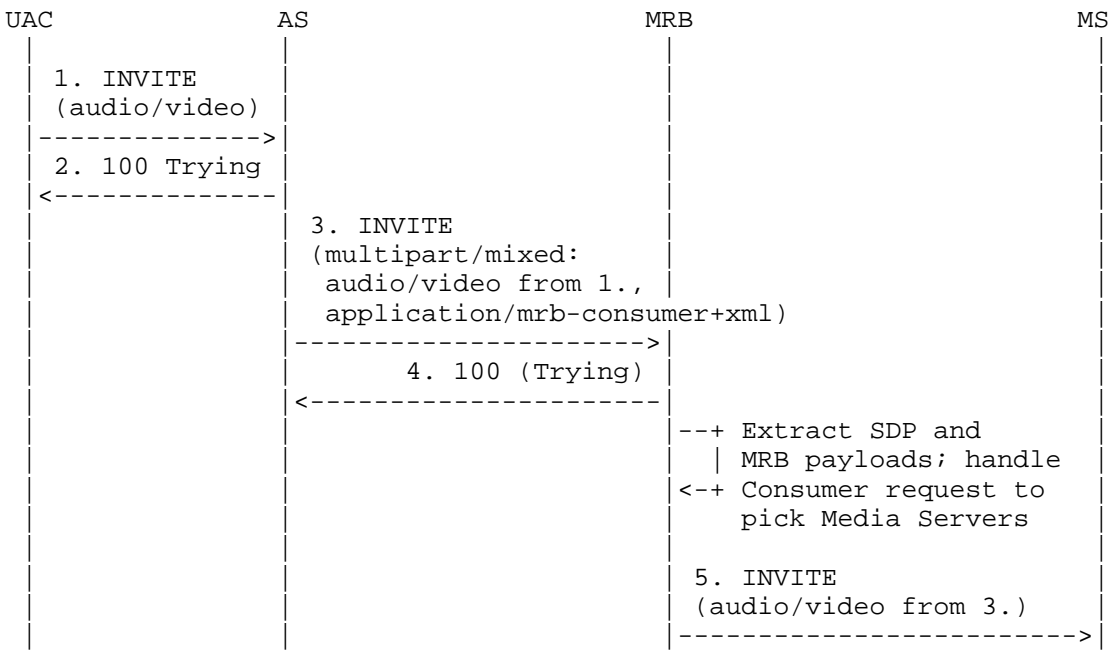 UAC AS MRB MS
1. INVITE
(audio/video)
2. 100 Trying
3. INVITE
(multipart/mixed:
audio/video from 1.,
application/mrb-consumer+xml)
4. 100 (Trying)
--+ Extract SDP and
| MRB payloads; handle
<-+ Consumer request to
pick Media Servers
5. INVITE
(audio/video from 3.)